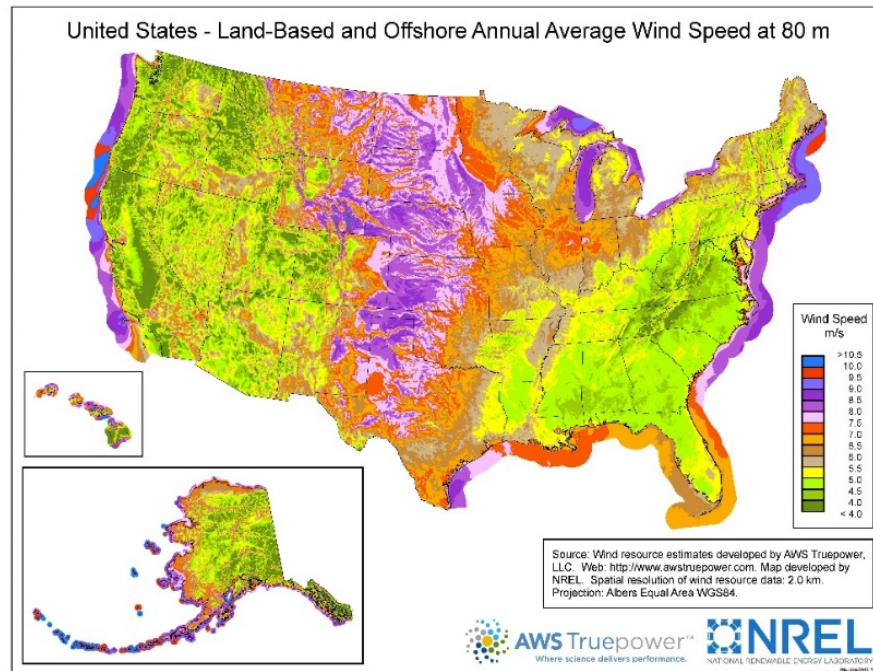 United States - Land-Based and Offshore Annual Average Wind Speed at 80 m
Wind Speed
m/s
>10.5
10.0
9.5
9.0
8.5
8.0
7.5
7.0
6.5
6.0
5.5
5.0
4.5
4.0
< 4.0
Source: Wind resource estimates developed by AWS Truepower,
LLC. Web: http://www.awstruepower.com. Map developed by
NREL. Spatial resolution of wind resource data: 2.0 km.
Projection: Albers Equal Area WGS84.
AWS Truepower™
Where science delivers performance.
NREL
NATIONAL RENEWABLE ENERGY LABORATORY